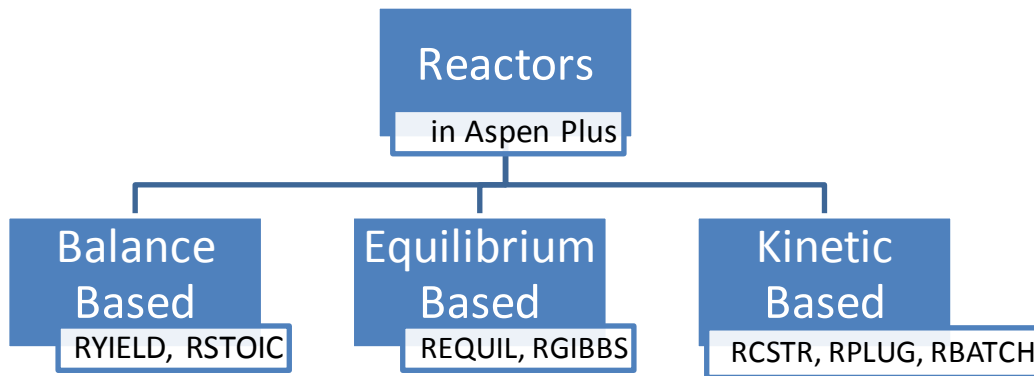 Reactors
in Aspen Plus
Balance
Based
RYIELD, RSTOIC
Equilibrium
Based
REQUIL, RGIBBS
Kinetic
Based
RCSTR, RPLUG, RBATCH